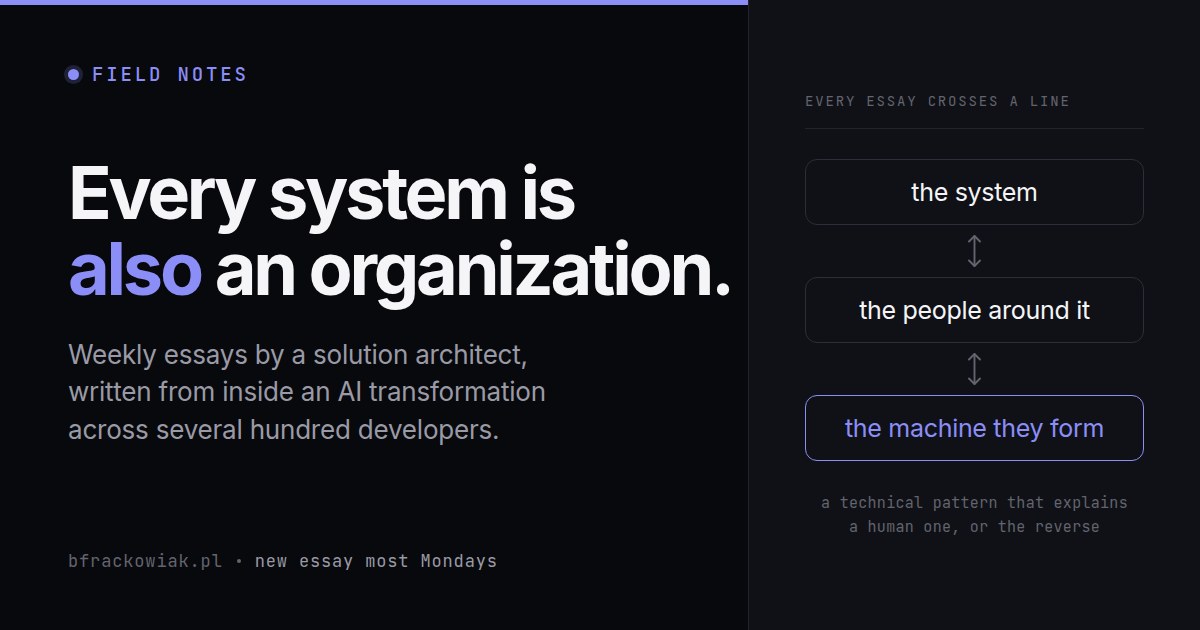 FIELD NOTES
Every system is
also an organization.
Weekly essays by a solution architect,
written from inside an AI transformation
across several hundred developers.
bfrackowiak.pl • new essay most Mondays
EVERY ESSAY CROSSES A LINE
the system
the people around it
the machine they form
a technical pattern that explains
a human one, or the reverse